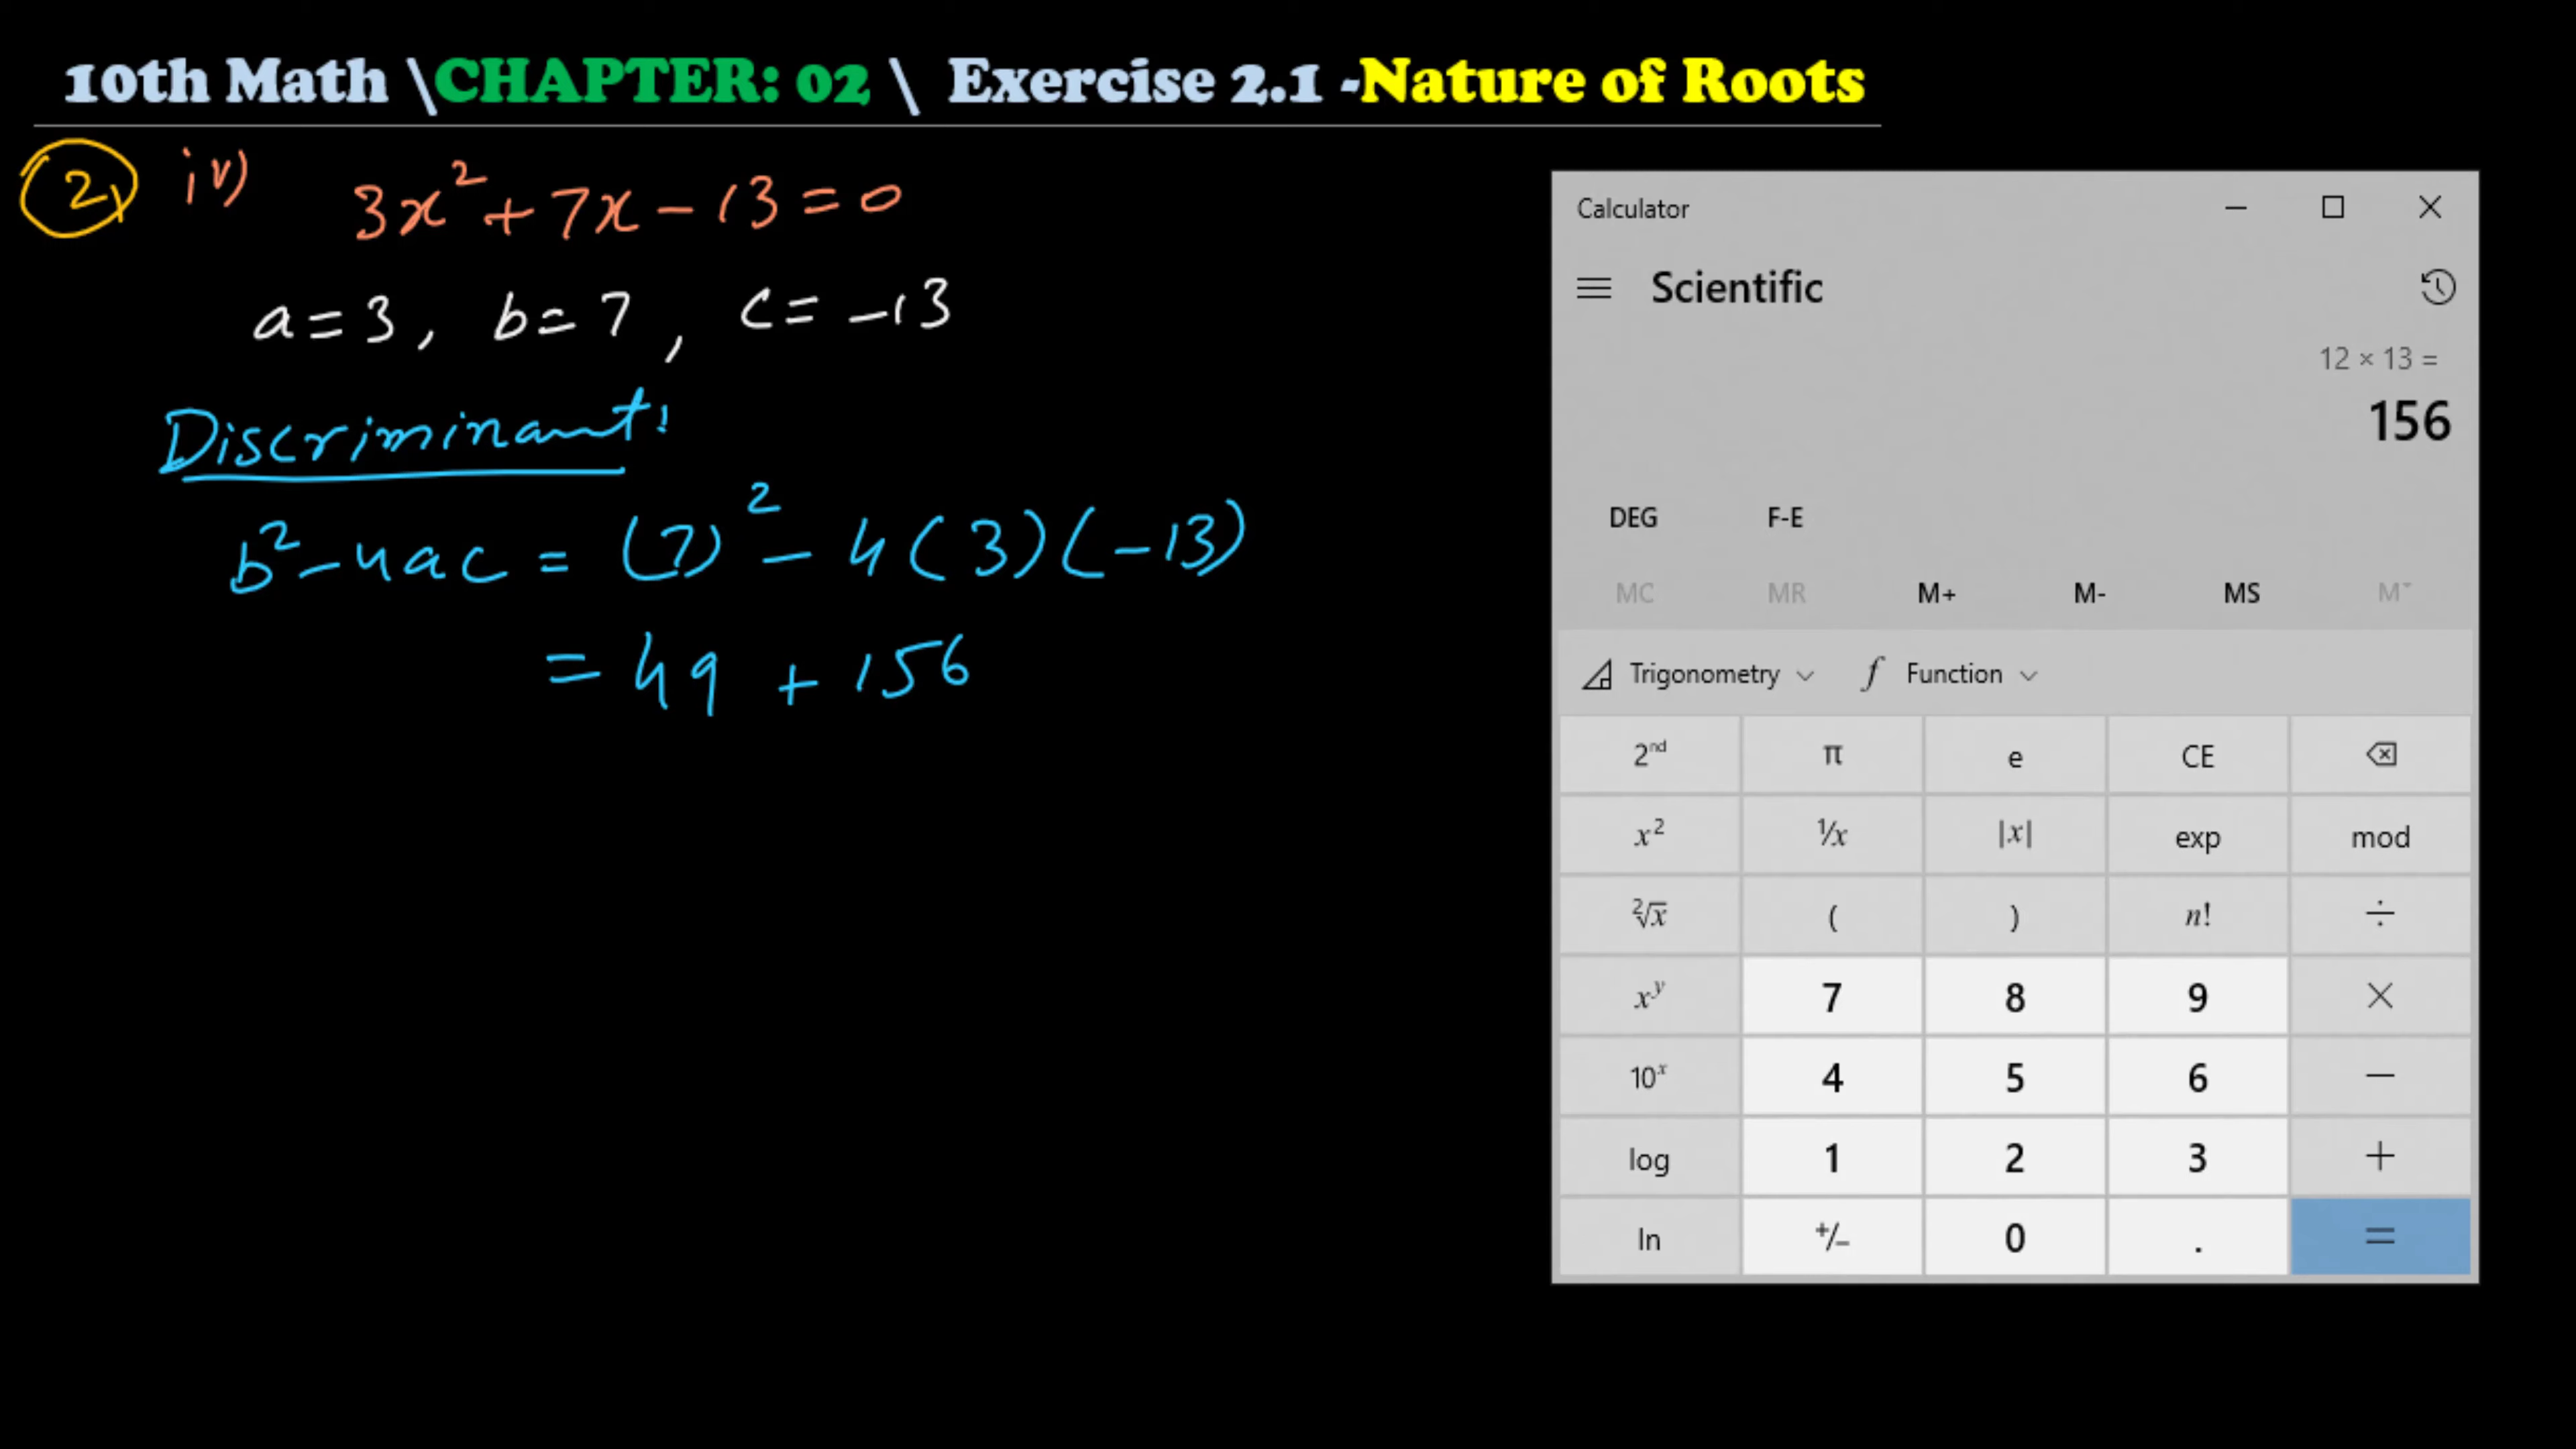 10th Math \CHAPTER: 02 \ Exercise 2.1 -Nature of Roots
2, iv) 3x² + 7x - 13 = 0
a = 3, b = 7, c = -13
Discriminant:
b² - 4ac = (7)² - 4(3)(-13)
= 49 + 156
Calculator
Scientific
12 × 13 =
156
DEG F-E
MC MR M+ M- MS M˅
Trigonometry f Function
2ⁿᵈ π e CE
x² ¹/x |x| exp mod
²√x ( ) n! ÷
xʸ 7 8 9 ×
10ˣ 4 5 6 −
log 1 2 3 +
ln +/− 0 . =